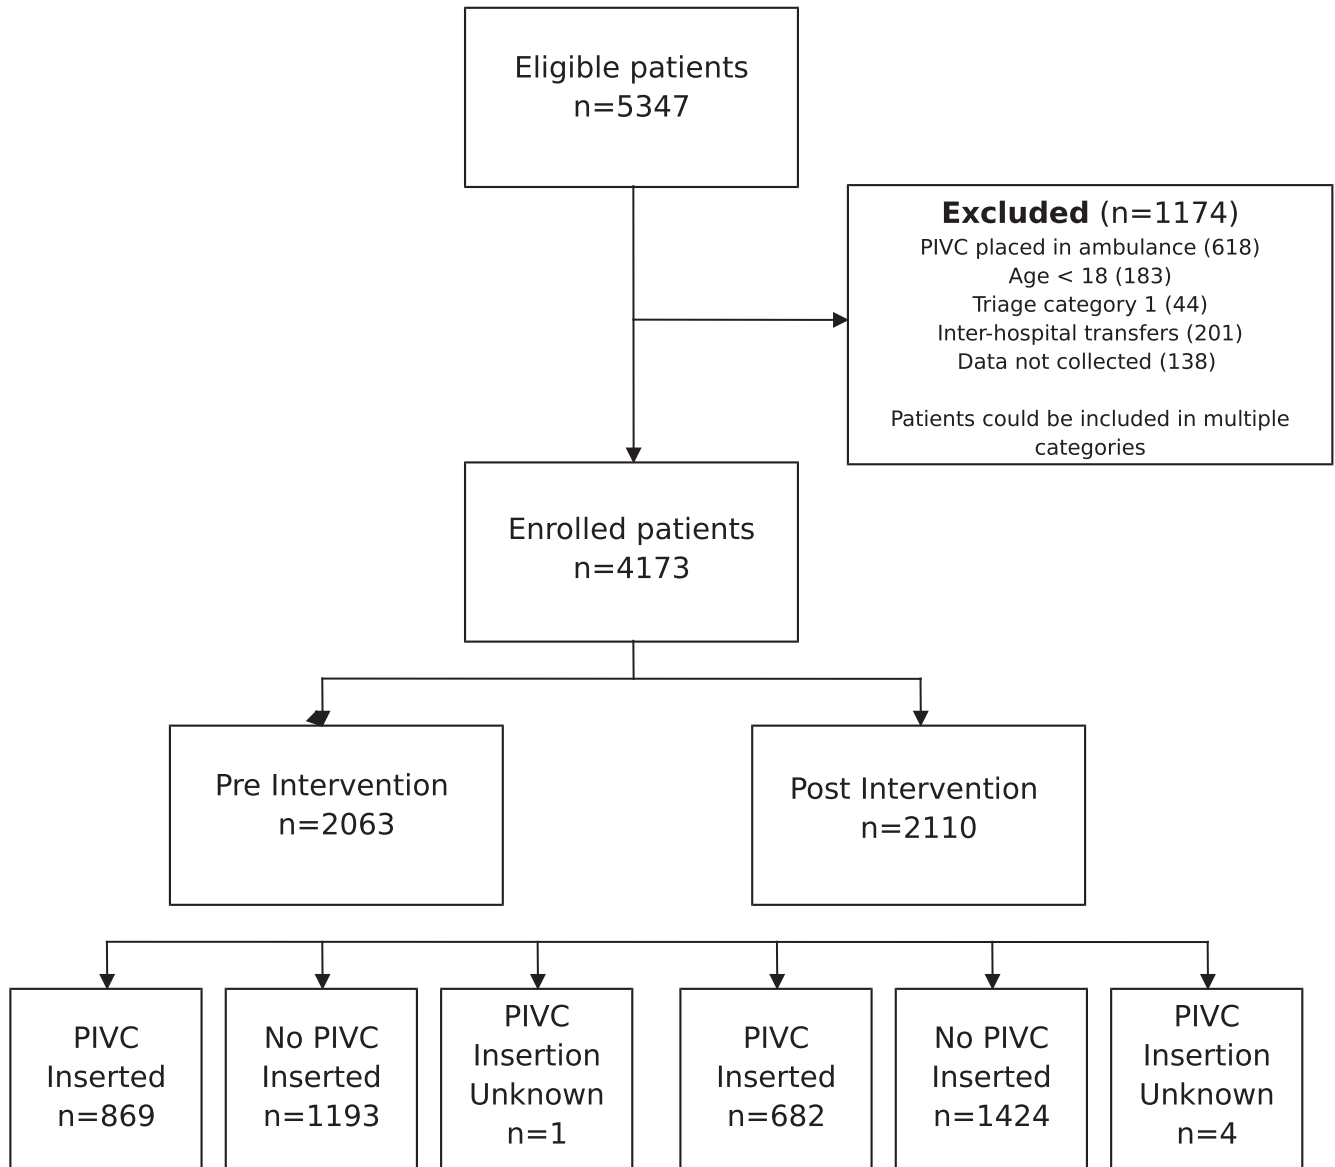 Eligible patients
n=5347
Excluded (n=1174)
PIVC placed in ambulance (618)
Age < 18 (183)
Triage category 1 (44)
Inter-hospital transfers (201)
Data not collected (138)
Patients could be included in multiple
categories
Enrolled patients
n=4173
Pre Intervention
n=2063
Post Intervention
n=2110
PIVC
Inserted
n=869
No PIVC
Inserted
n=1193
PIVC
Insertion
Unknown
n=1
PIVC
Inserted
n=682
No PIVC
Inserted
n=1424
PIVC
Insertion
Unknown
n=4